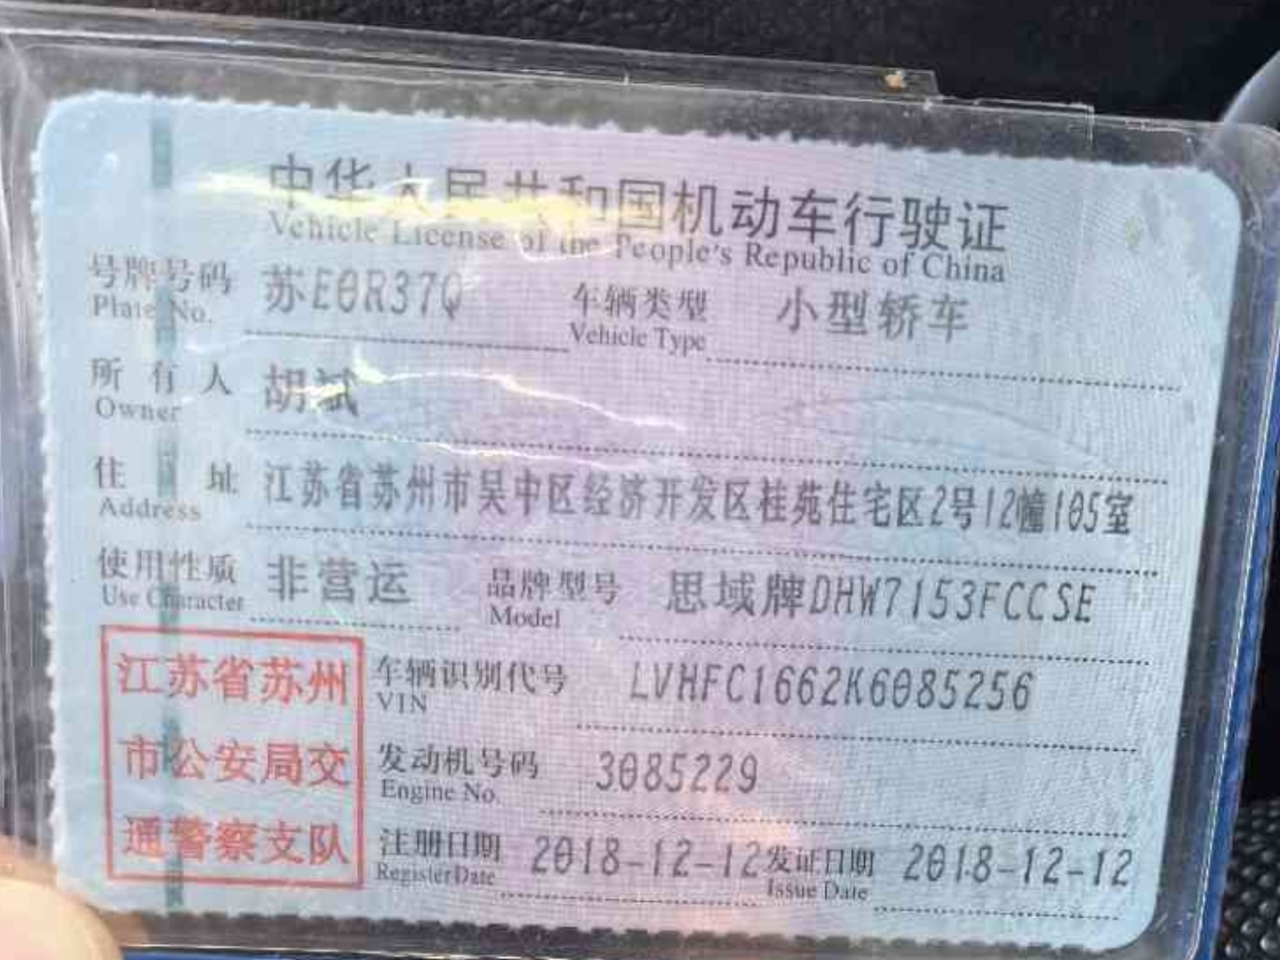 中华人民共和国机动车行驶证
Vehicle License of the People's Republic of China
号牌号码 苏E0R37Q 车辆类型 小型轿车
Plate No. Vehicle Type
所有人 胡斌
Owner
住址 江苏省苏州市吴中区经济开发区桂苑住宅区2号12幢105室
Address
使用性质 非营运 品牌型号 思域牌DHW7153FCCSE
Use Character Model
江苏省苏州
市公安局交
通警察支队
车辆识别代号 LVHFC1662K6085256
VIN
发动机号码 3085229
Engine No.
注册日期 2018-12-12 发证日期 2018-12-12
Register Date Issue Date